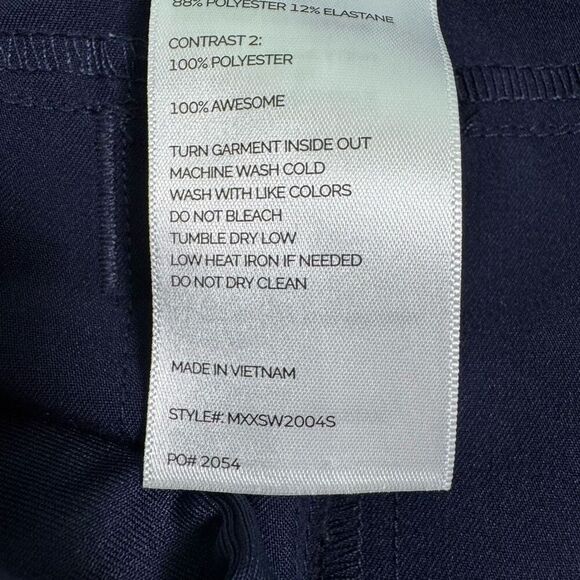 88% POLYESTER 12% ELASTANE
CONTRAST 2:
100% POLYESTER
100% AWESOME
TURN GARMENT INSIDE OUT
MACHINE WASH COLD
WASH WITH LIKE COLORS
DO NOT BLEACH
TUMBLE DRY LOW
LOW HEAT IRON IF NEEDED
DO NOT DRY CLEAN
MADE IN VIETNAM
STYLE#: MXXSW2004S
PO# 2054